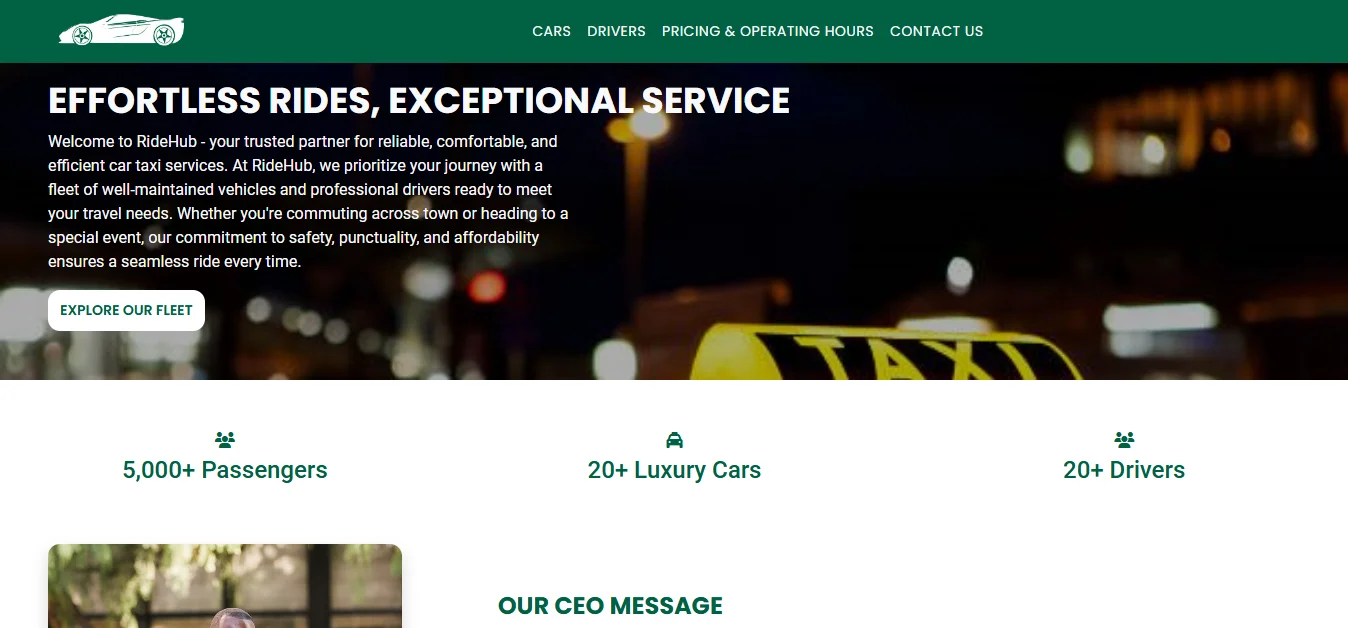 CARS DRIVERS PRICING & OPERATING HOURS CONTACT US
EFFORTLESS RIDES, EXCEPTIONAL SERVICE
Welcome to RideHub - your trusted partner for reliable, comfortable, and
efficient car taxi services. At RideHub, we prioritize your journey with a
fleet of well-maintained vehicles and professional drivers ready to meet
your travel needs. Whether you're commuting across town or heading to a
special event, our commitment to safety, punctuality, and affordability
ensures a seamless ride every time.
EXPLORE OUR FLEET
TAXI
5,000+ Passengers
20+ Luxury Cars
20+ Drivers
OUR CEO MESSAGE